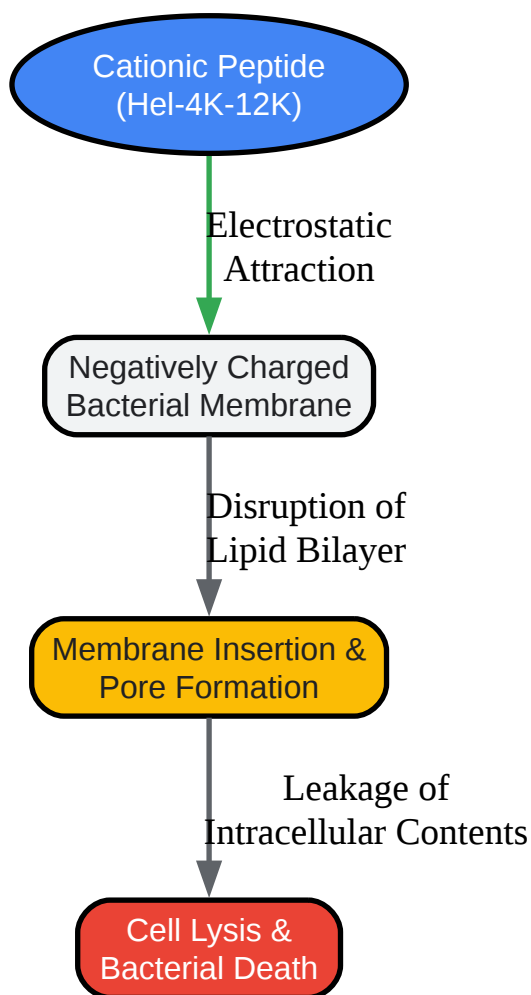 Cationic Peptide
(Hel-4K-12K)
Electrostatic
Attraction
Negatively Charged
Bacterial Membrane
Disruption of
Lipid Bilayer
Membrane Insertion &
Pore Formation
Leakage of
Intracellular Contents
Cell Lysis &
Bacterial Death